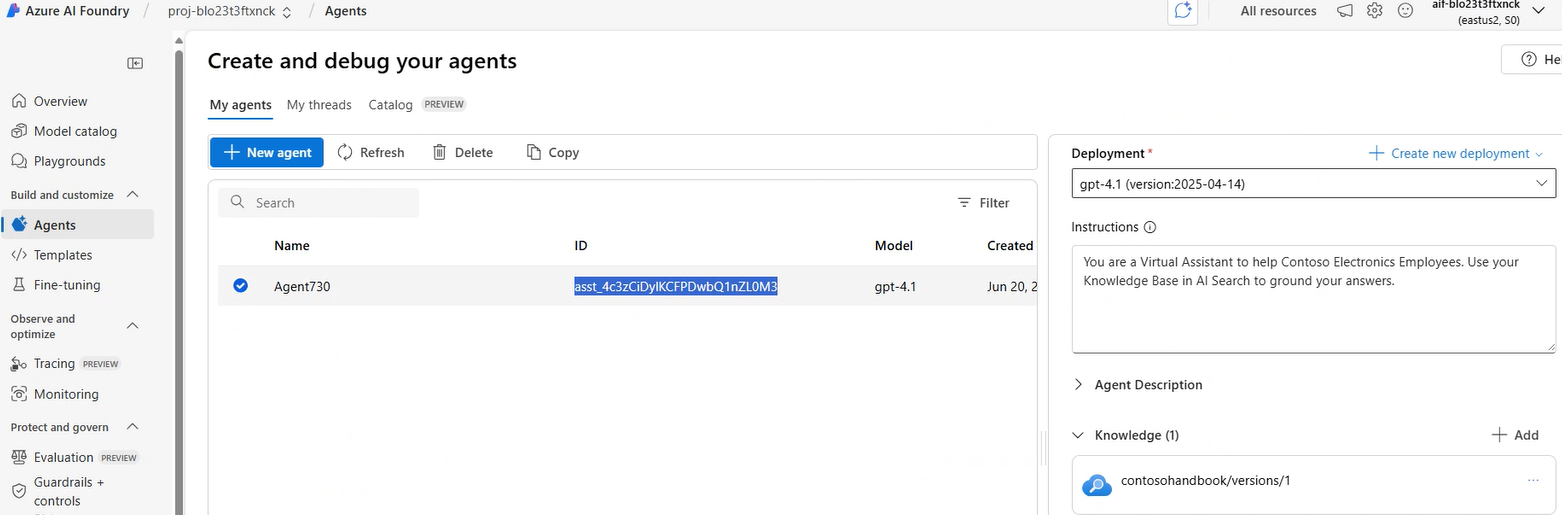 Azure AI Foundry / proj-blo23t3ftxnck / Agents
All resources
aif-blo23t3ftxnck
(eastus2, S0)
Create and debug your agents
My agents My threads Catalog PREVIEW
New agent Refresh Delete Copy
Search
Filter
Name ID Model Created
Agent730 asst_4c3zCiDylKCFPDwbQ1nZL0M3 gpt-4.1 Jun 20, 2
Overview
Model catalog
Playgrounds
Build and customize
Agents
Templates
Fine-tuning
Observe and
optimize
Tracing PREVIEW
Monitoring
Protect and govern
Evaluation PREVIEW
Guardrails +
controls
Deployment *
Create new deployment
gpt-4.1 (version:2025-04-14)
Instructions
You are a Virtual Assistant to help Contoso Electronics Employees. Use your
Knowledge Base in AI Search to ground your answers.
Agent Description
Knowledge (1)
Add
contosohandbook/versions/1